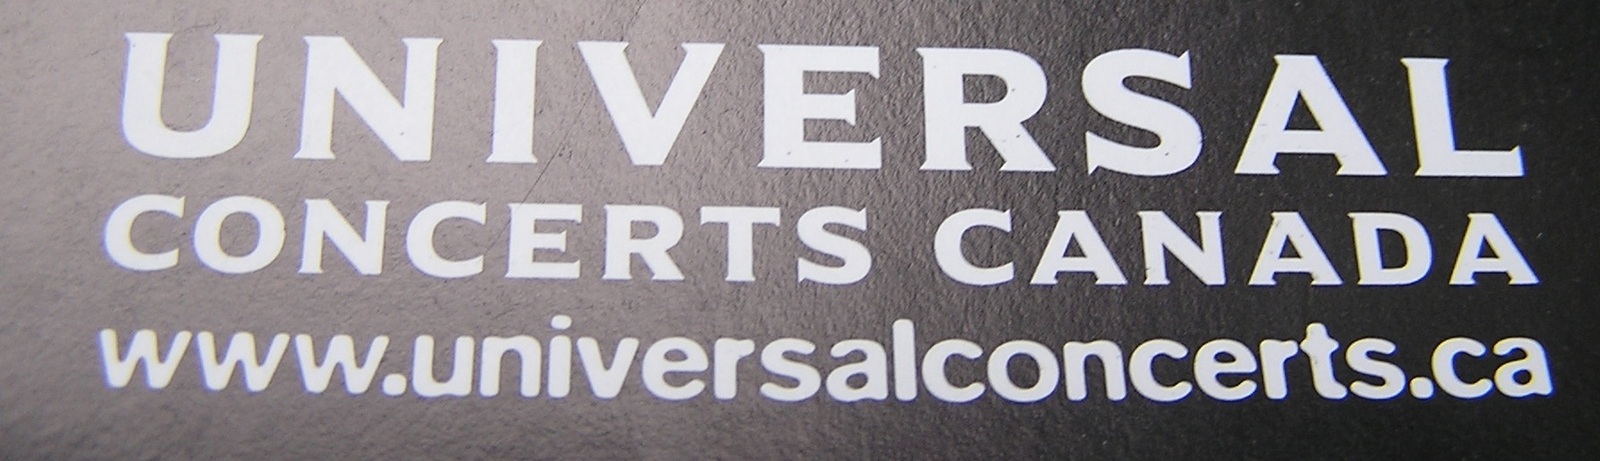 UNIVERSAL
CONCERTS CANADA
www.universalconcerts.ca